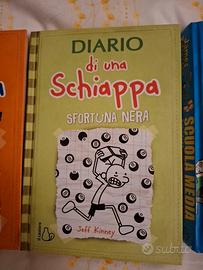 DIARIO
di una
Schiappa
SFORTUNA NERA
Jeff Kinney
SCUOLA MEDIA
subito